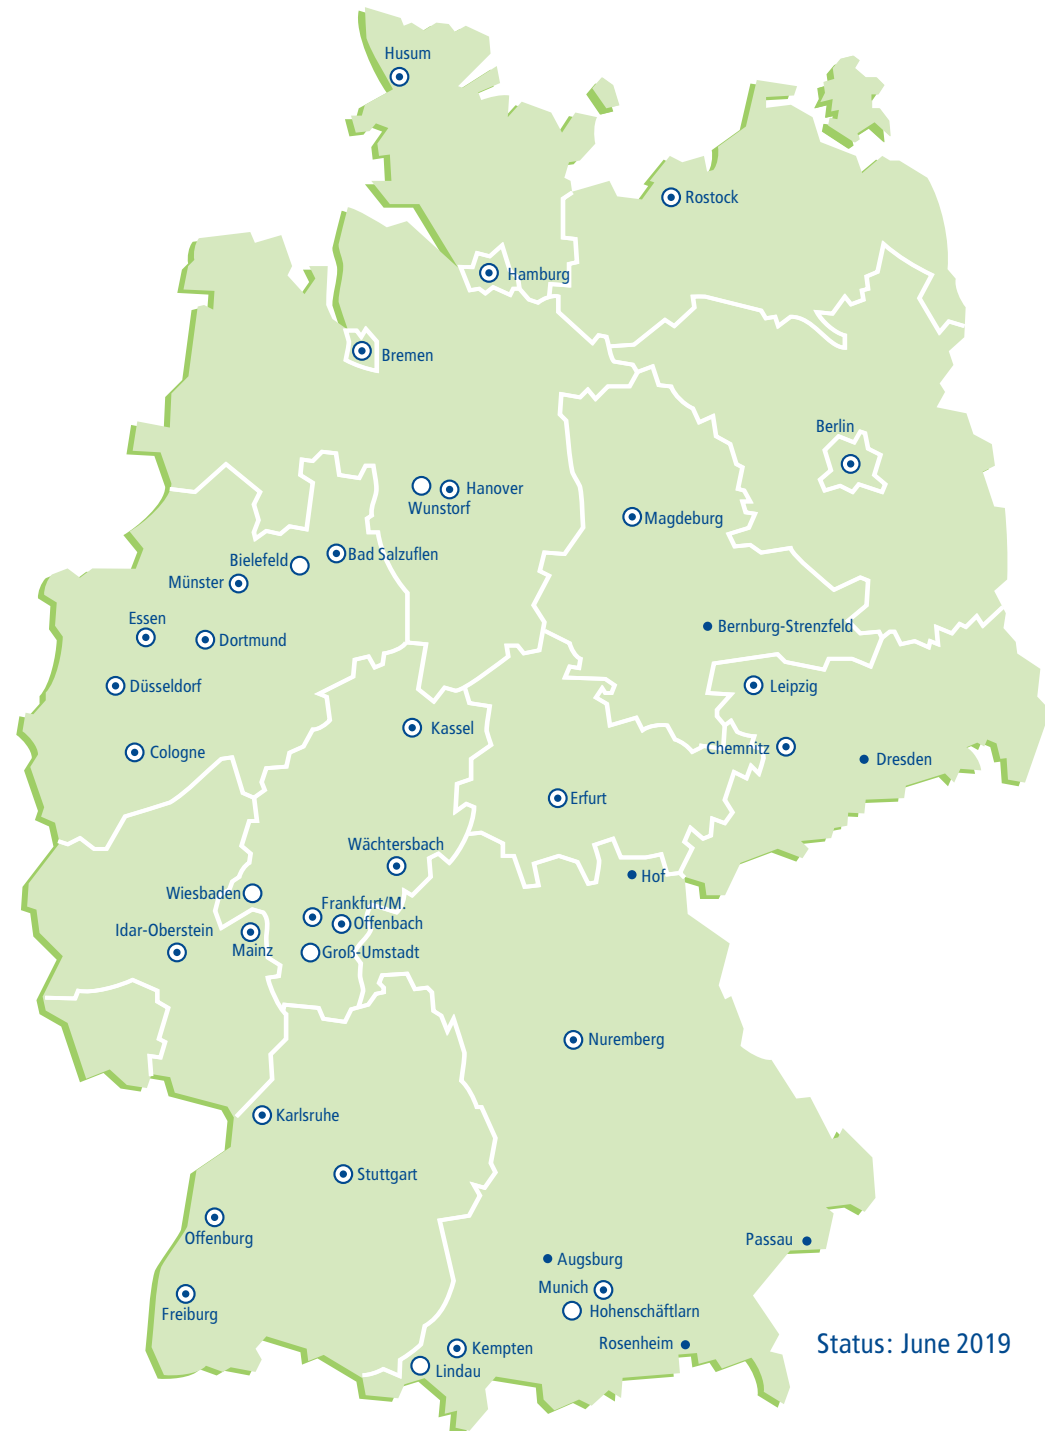 Husum
Rostock
Hamburg
Bremen
Berlin
Hanover
Wunstorf
Magdeburg
Bad Salzuflen
Bielefeld
Münster
Essen
Dortmund
Bernburg-Strenzfeld
Düsseldorf
Leipzig
Kassel
Cologne
Chemnitz
Dresden
Erfurt
Wächtersbach
Hof
Wiesbaden
Frankfurt/M.
Offenbach
Idar-Oberstein
Mainz
Groß-Umstadt
Nuremberg
Karlsruhe
Stuttgart
Offenburg
Passau
Augsburg
Munich
Hohenschäftlarn
Freiburg
Rosenheim
Status: June 2019
Kempten
Lindau